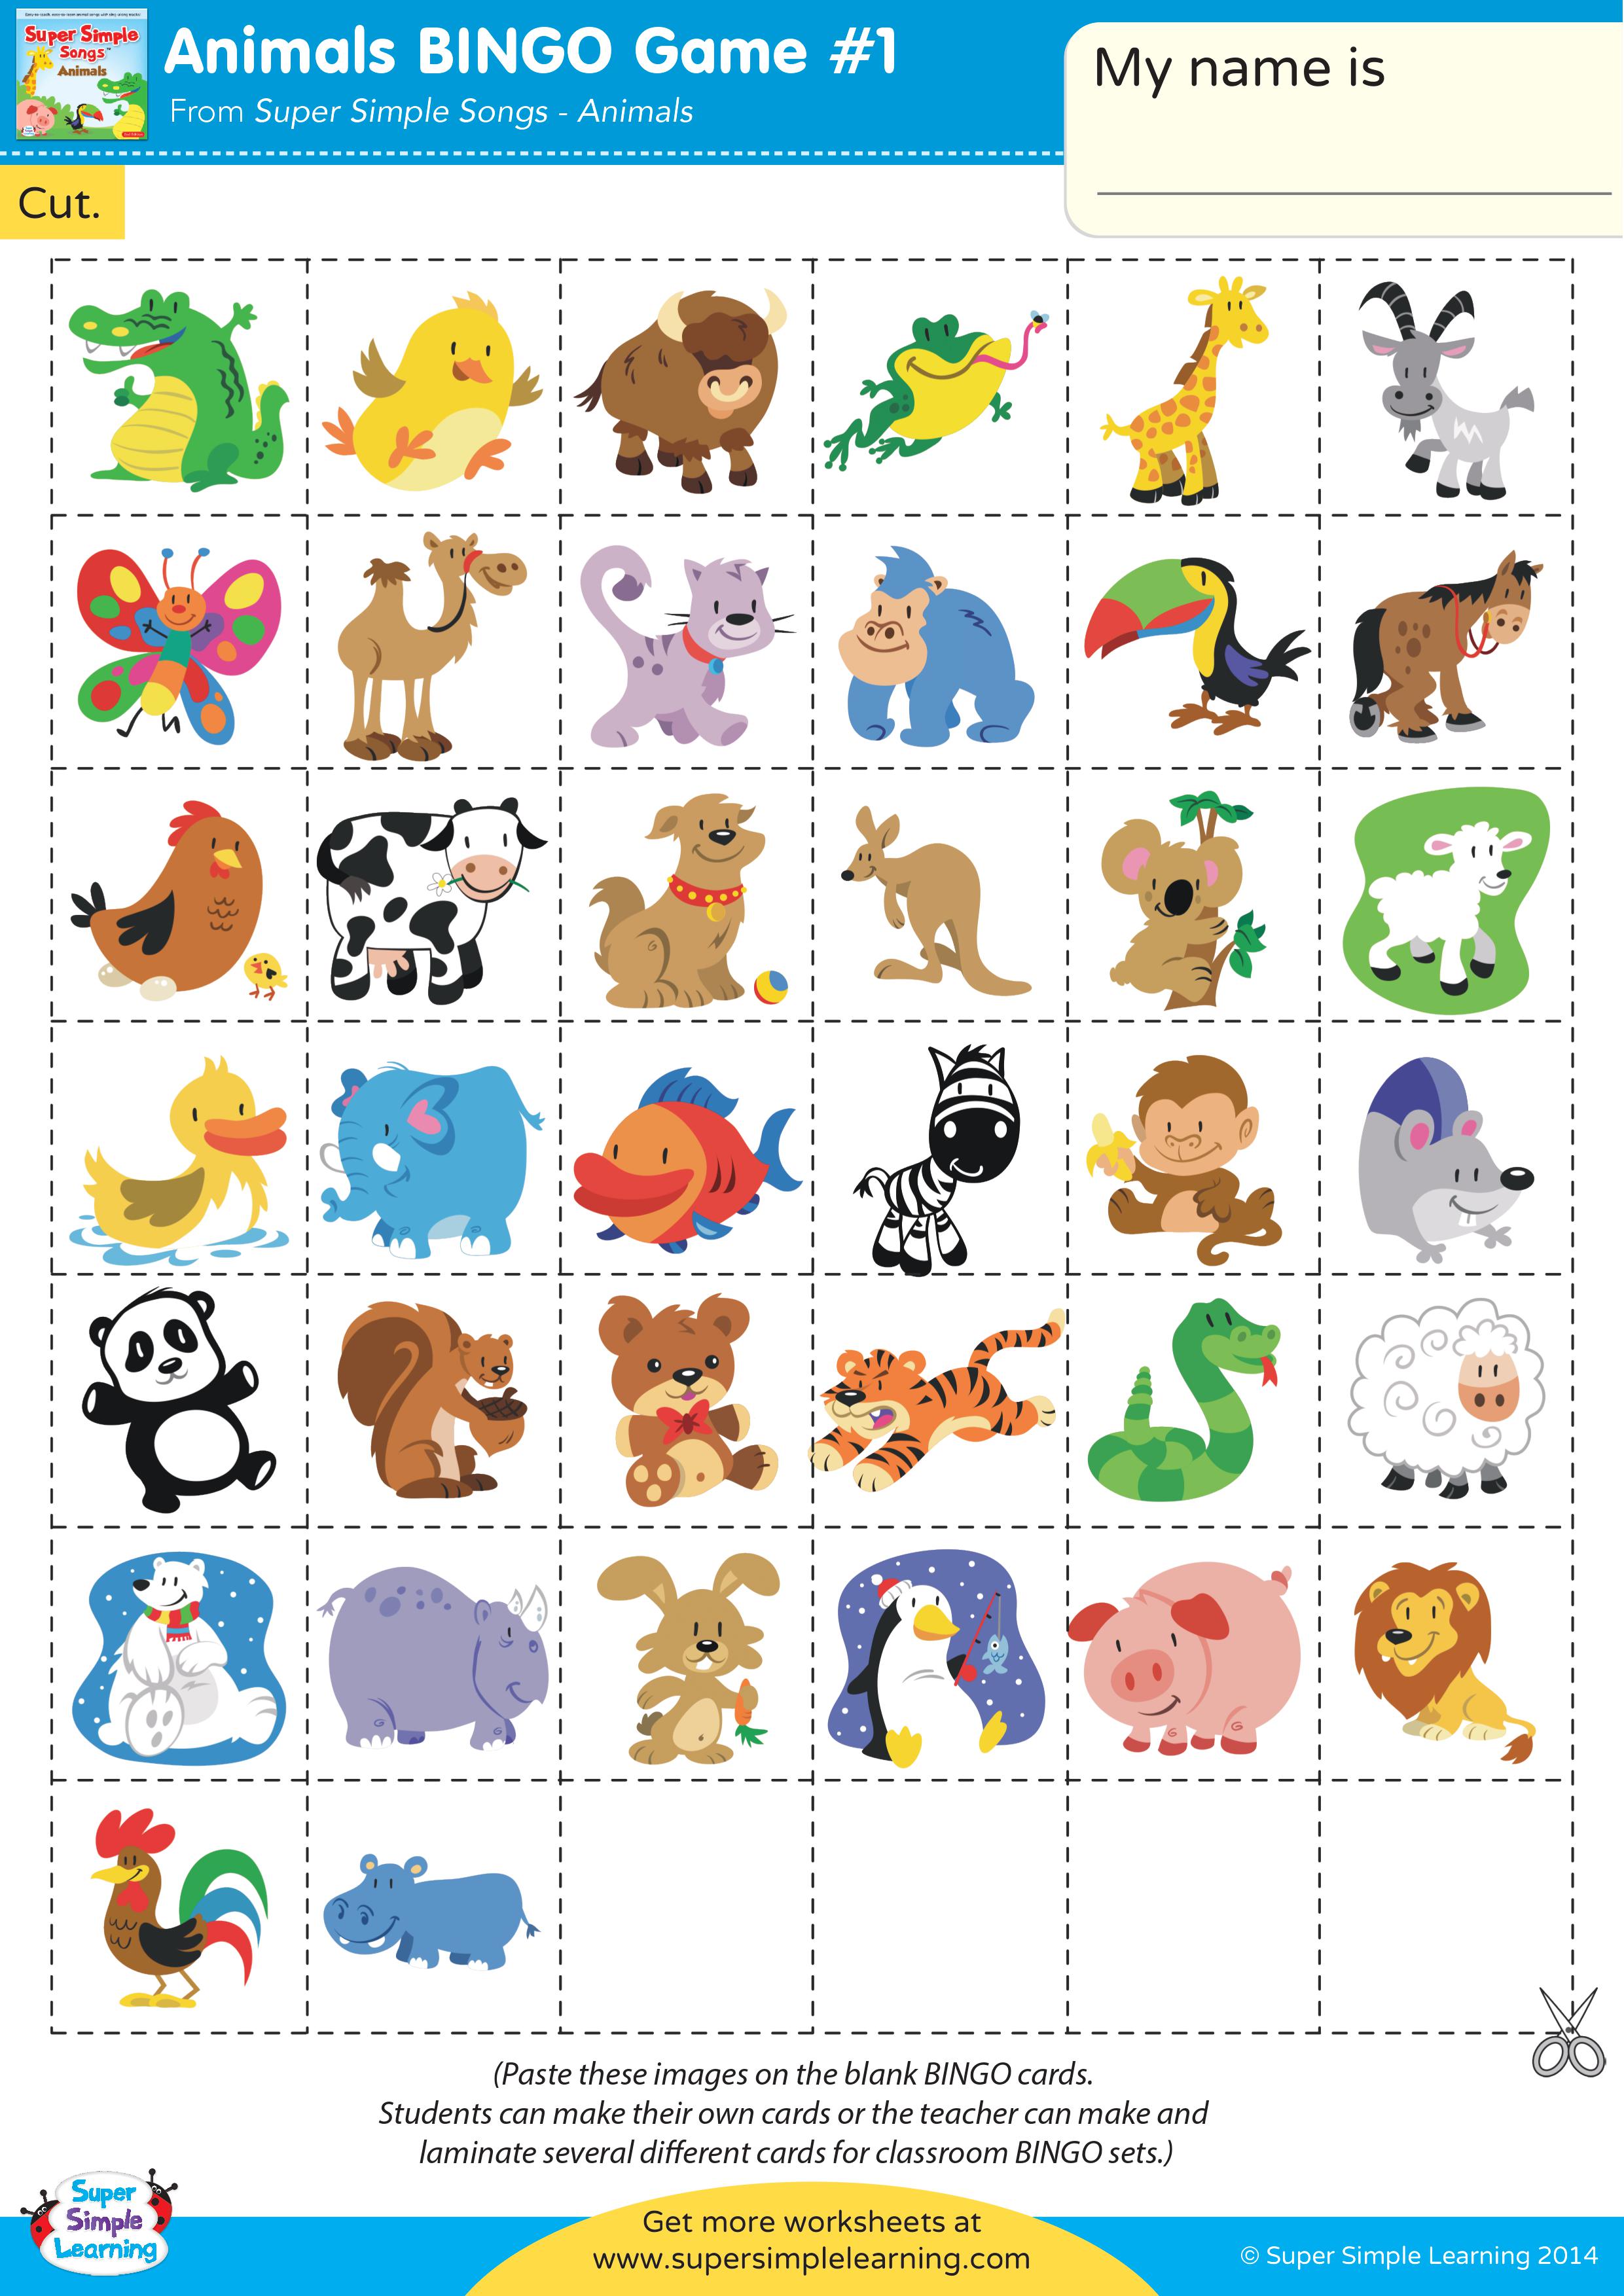 Super Simple
Songs™
Animals
Animals BINGO Game #1
From Super Simple Songs - Animals
My name is
Cut.
(Paste these images on the blank BINGO cards.
Students can make their own cards or the teacher can make and
laminate several different cards for classroom BINGO sets.)
Super
Simple
Learning
Get more worksheets at
www.supersimplelearning.com
© Super Simple Learning 2014